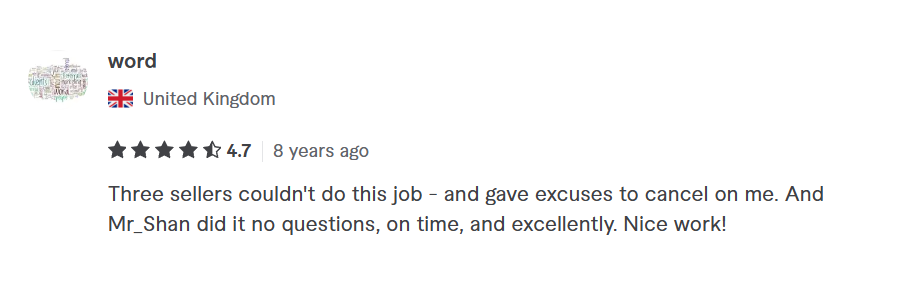 word
United Kingdom
4.7 8 years ago
Three sellers couldn't do this job - and gave excuses to cancel on me. And
Mr_Shan did it no questions, on time, and excellently. Nice work!